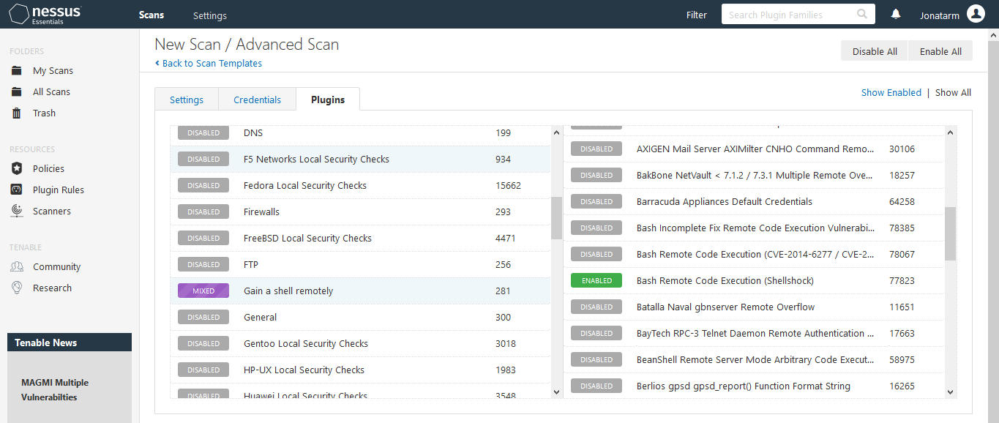 nessus Essentials Scans Settings Filter Search Plugin Families Jonatarm
FOLDERS
My Scans
All Scans
Trash
RESOURCES
Policies
Plugin Rules
Scanners
TENABLE
Community
Research
Tenable News
MAGMI Multiple
Vulnerabilties
New Scan / Advanced Scan
Back to Scan Templates
Disable All Enable All
Settings Credentials Plugins
Show Enabled | Show All
DISABLED DNS 199
DISABLED F5 Networks Local Security Checks 934
DISABLED Fedora Local Security Checks 15662
DISABLED Firewalls 293
DISABLED FreeBSD Local Security Checks 4471
DISABLED FTP 256
MIXED Gain a shell remotely 281
DISABLED General 300
DISABLED Gentoo Local Security Checks 3018
DISABLED HP-UX Local Security Checks 1983
DISABLED Huawei Local Security Checks 3548
DISABLED AXIGEN Mail Server AXIMilter CNHO Command Remo... 30106
DISABLED BakBone NetVault < 7.1.2 / 7.3.1 Multiple Remote Ove... 18257
DISABLED Barracuda Appliances Default Credentials 64258
DISABLED Bash Incomplete Fix Remote Code Execution Vulnerabi... 78385
DISABLED Bash Remote Code Execution (CVE-2014-6277 / CVE-2... 78067
ENABLED Bash Remote Code Execution (Shellshock) 77823
DISABLED Batalla Naval gbnserver Remote Overflow 11651
DISABLED BayTech RPC-3 Telnet Daemon Remote Authentication ... 17663
DISABLED BeanShell Remote Server Mode Arbitrary Code Execut... 58975
DISABLED Berlios gpsd gpsd_report() Function Format String 16265